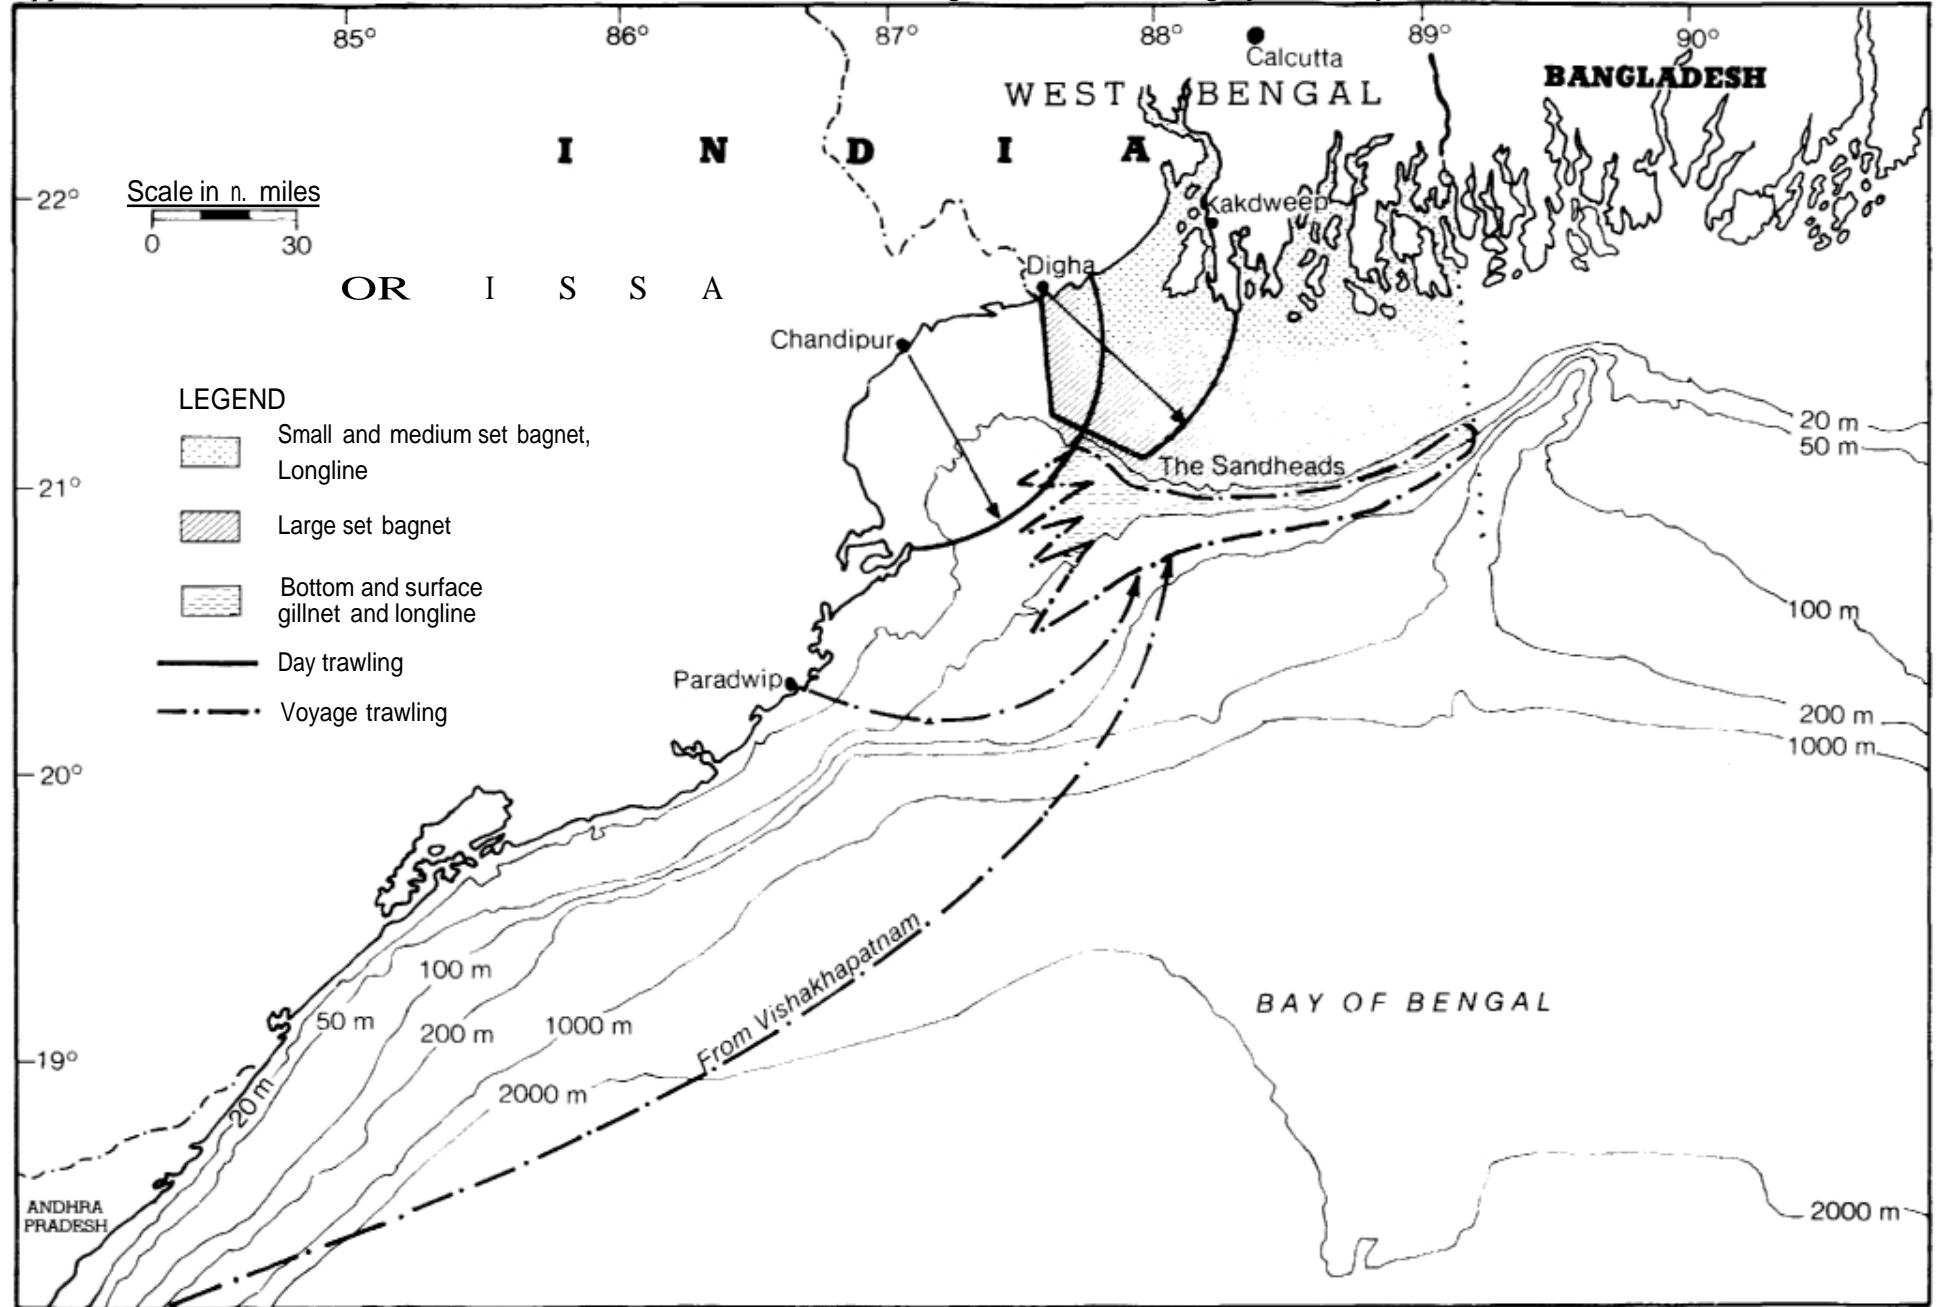 85°
86°
87°
88°
89°
90°
Calcutta
WEST BENGAL
BANGLADESH
I N D I A
22°
Scale in n. miles
0 30
Kakdweep
OR I S S A
Digha
Chandipur
LEGEND
Small and medium set bagnet,
Longline
Large set bagnet
Bottom and surface
gillnet and longline
Day trawling
Voyage trawling
21°
The Sandheads
20 m
50 m
100 m
200 m
1000 m
Paradwip
20°
From Vishakhapatnam
100 m
50 m
200 m
1000 m
2000 m
20 m
BAY OF BENGAL
19°
ANDHRA
PRADESH
2000 m